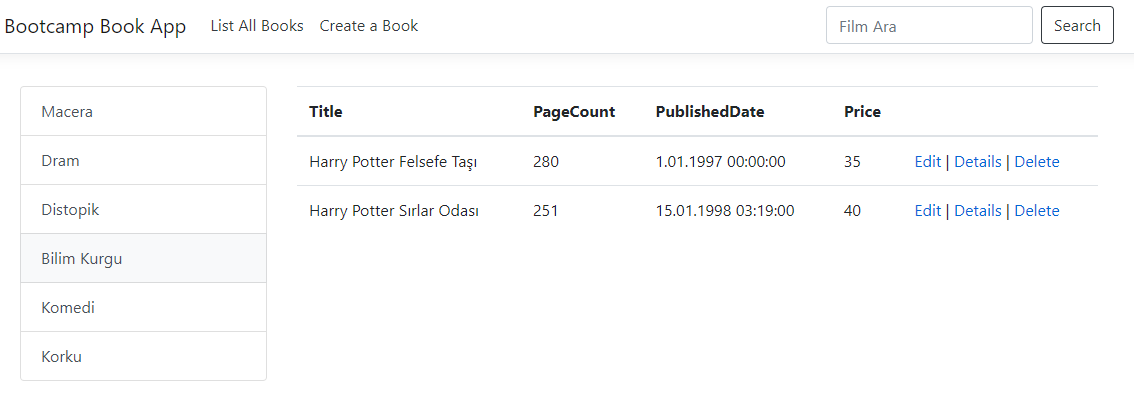 Bootcamp Book App List All Books Create a Book Film Ara Search
Macera
Dram
Distopik
Bilim Kurgu
Komedi
Korku
Title PageCount PublishedDate Price
Harry Potter Felsefe Taşı 280 1.01.1997 00:00:00 35 Edit | Details | Delete
Harry Potter Sırlar Odası 251 15.01.1998 03:19:00 40 Edit | Details | Delete